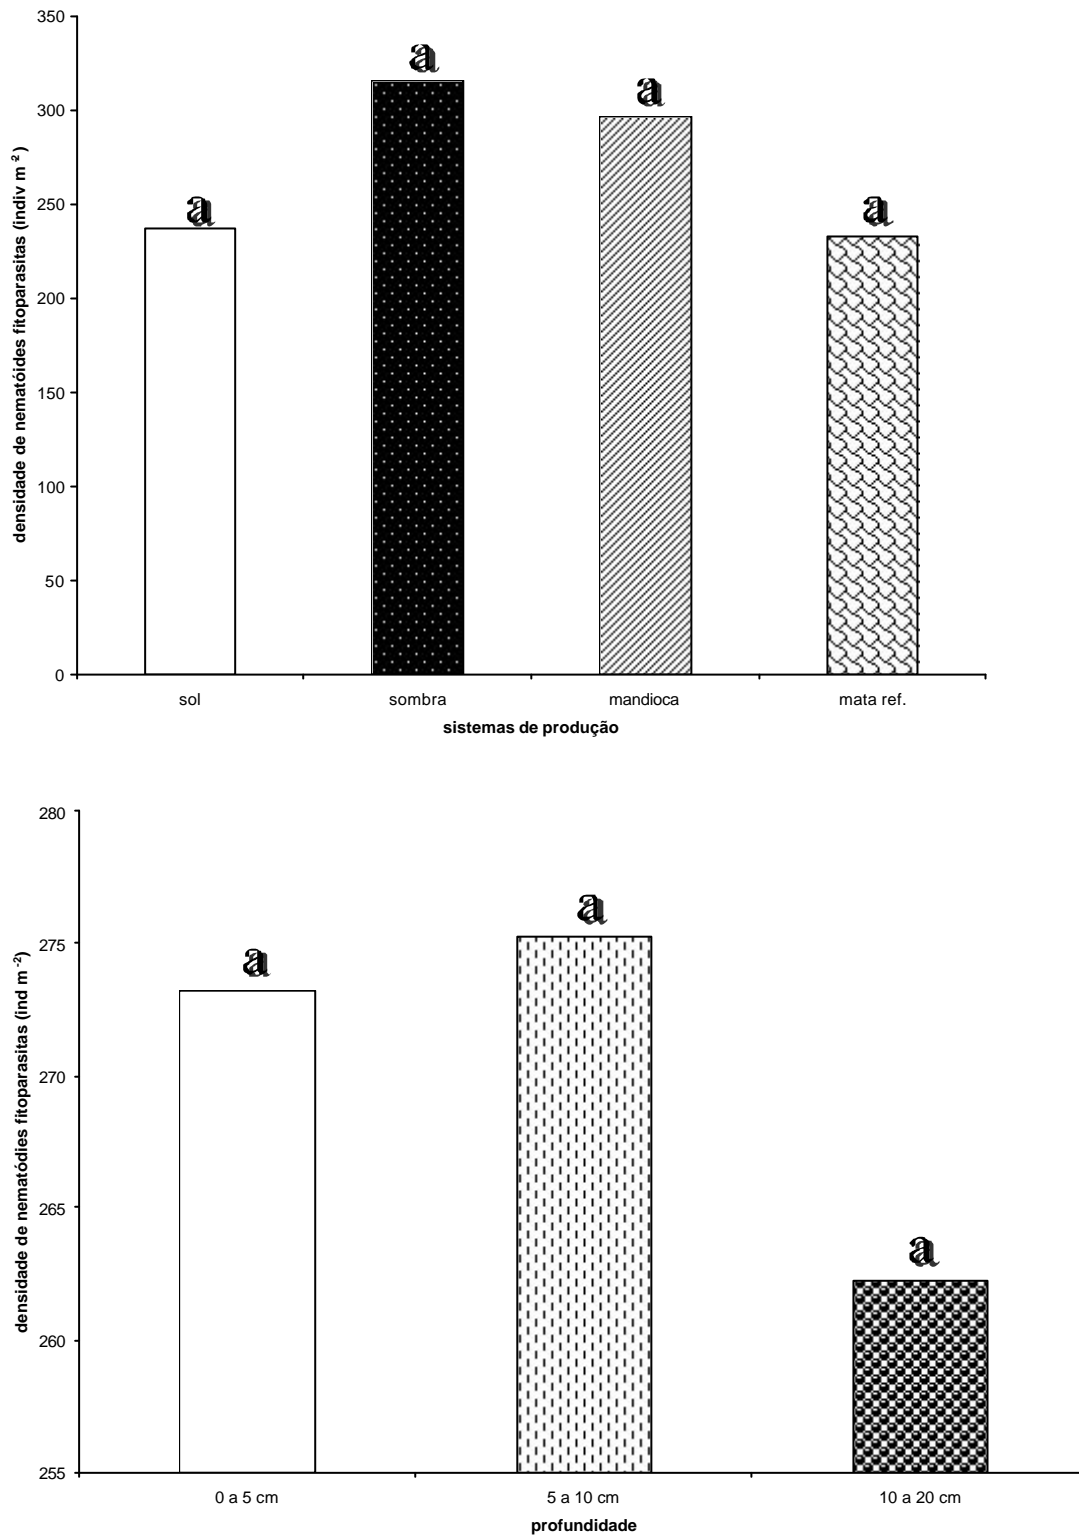 350
300
250
200
150
100
50
0
densidade de nematóides fitoparasitas (indiv m-2)
a
a
a
a
sol sombra mandioca mata ref.
sistemas de produção
280
275
270
265
260
255
densidade de nematódies fitoparasitas (ind m-2)
a
a
a
0 a 5 cm 5 a 10 cm 10 a 20 cm
profundidade